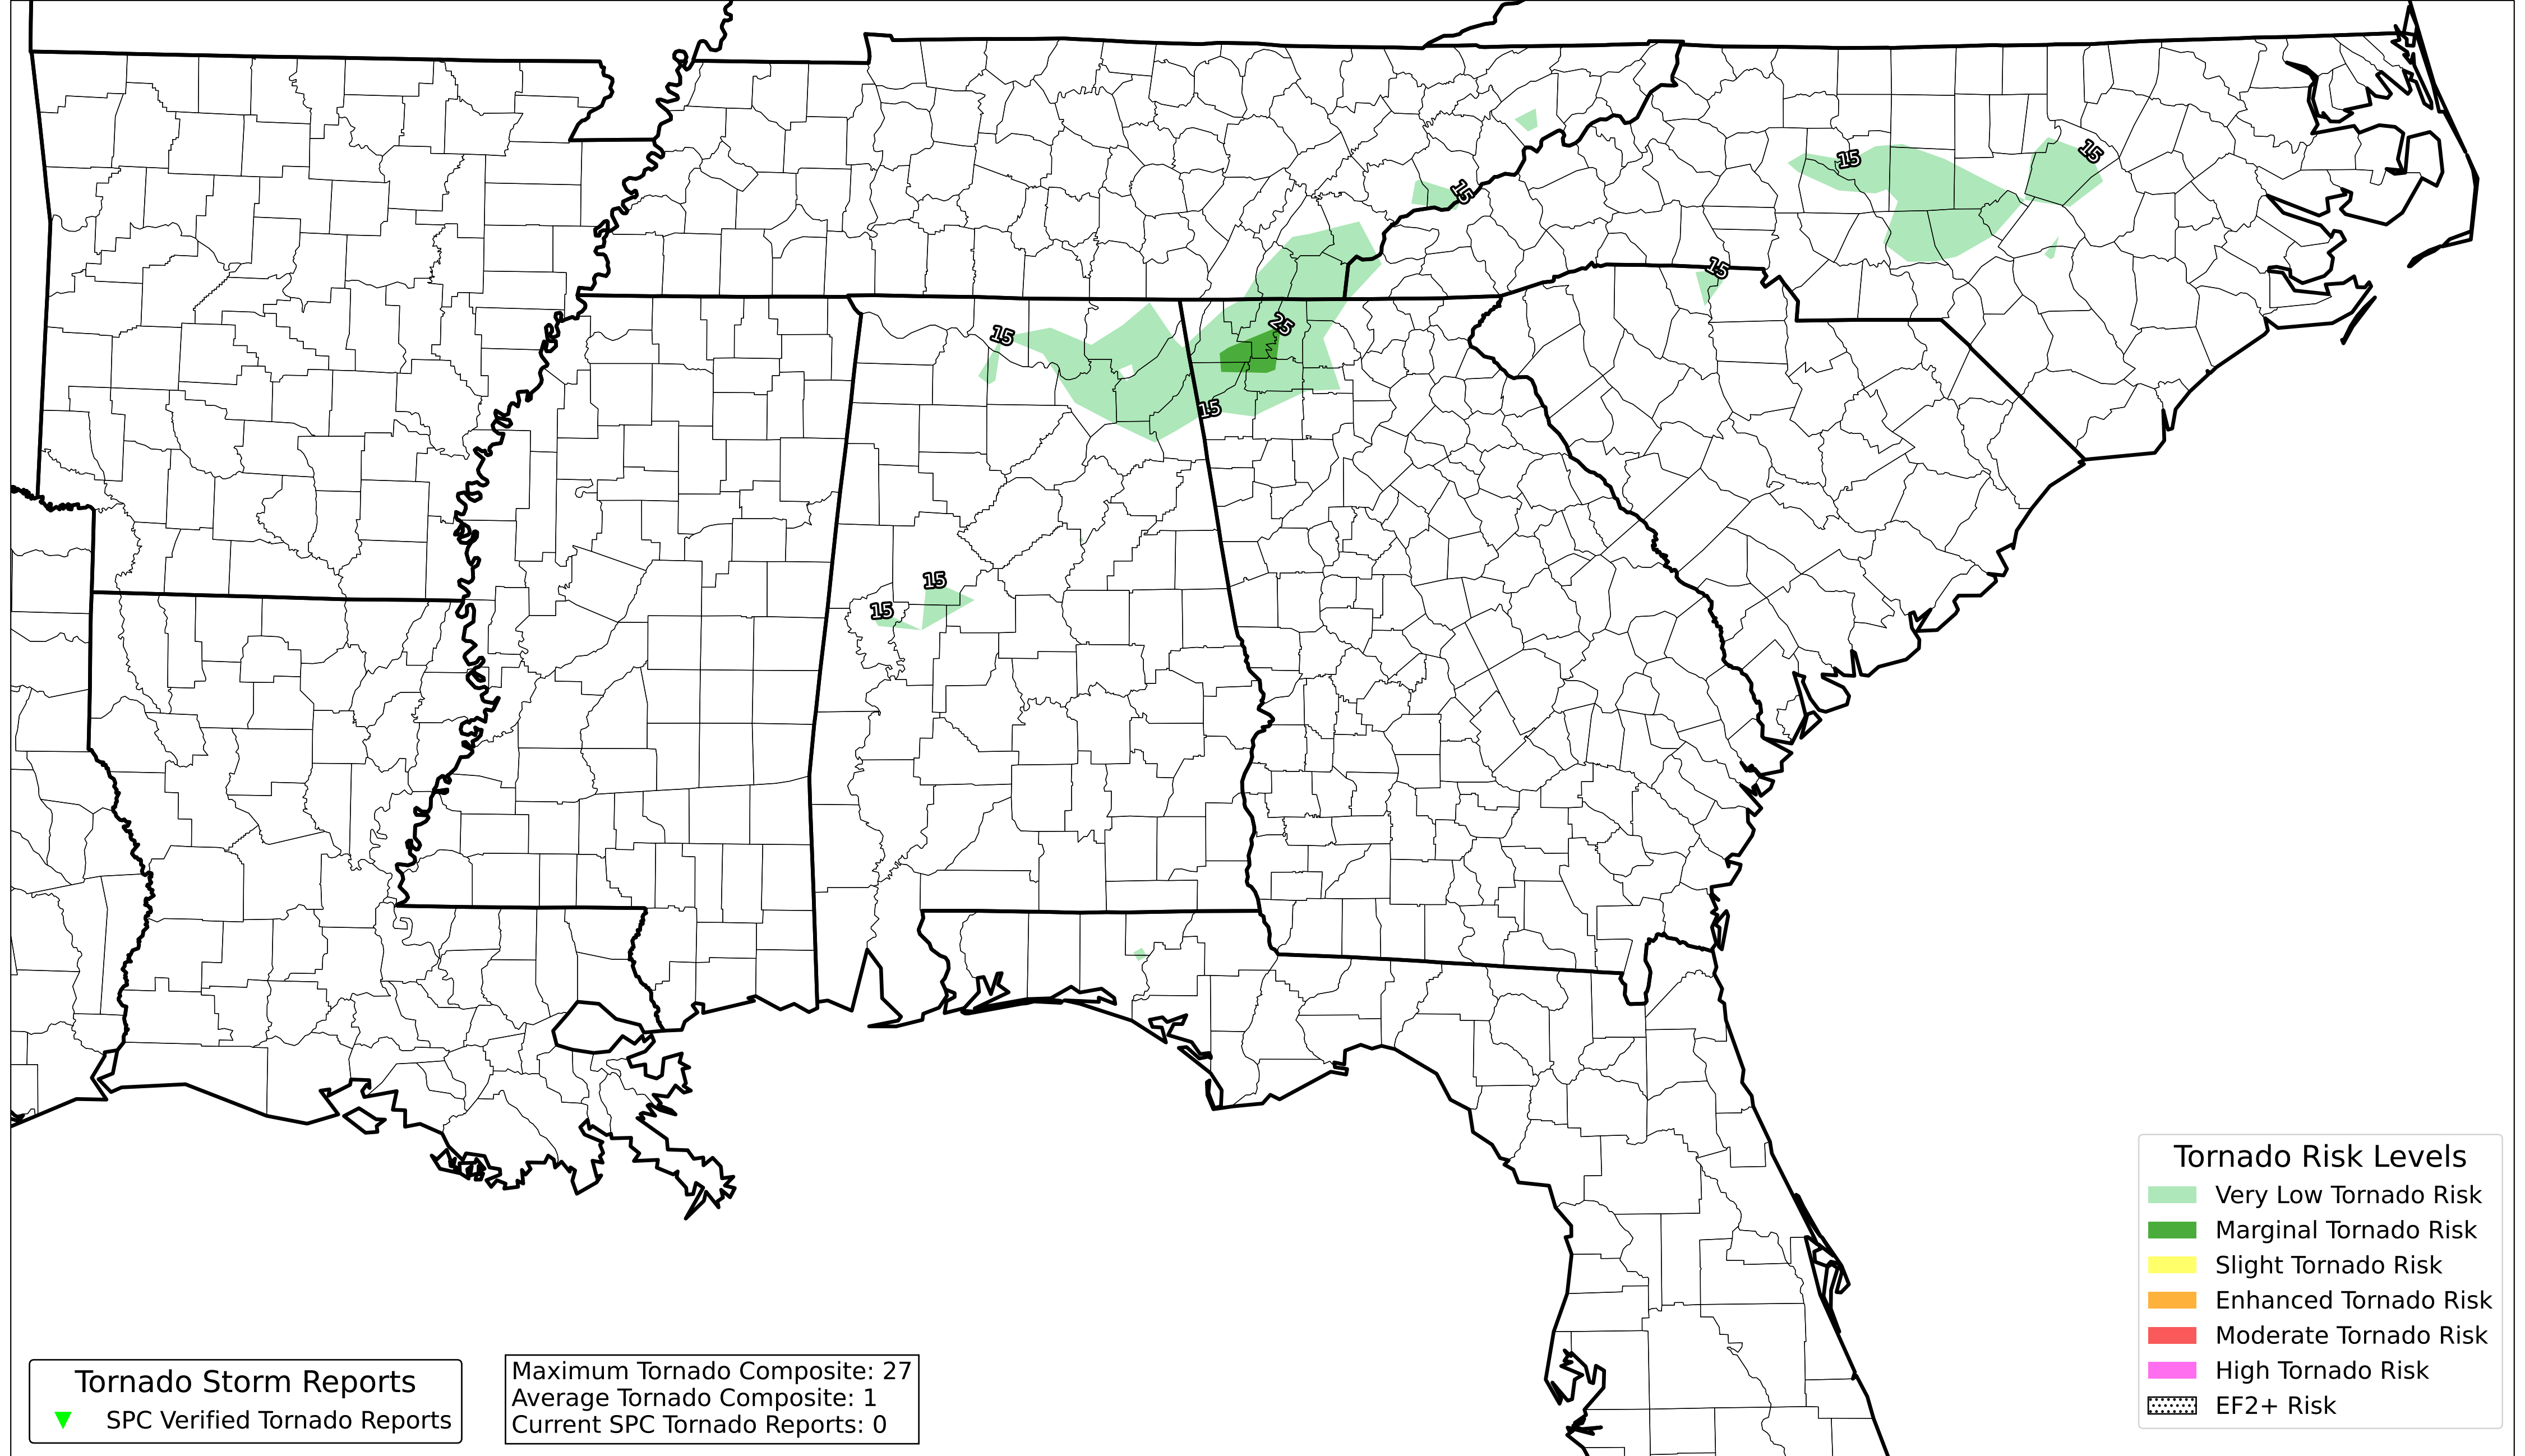 15
15
15
15
25
15
15
15
15
Tornado Risk Levels
Very Low Tornado Risk
Marginal Tornado Risk
Slight Tornado Risk
Enhanced Tornado Risk
Moderate Tornado Risk
High Tornado Risk
EF2+ Risk
Tornado Storm Reports
SPC Verified Tornado Reports
Maximum Tornado Composite: 27
Average Tornado Composite: 1
Current SPC Tornado Reports: 0